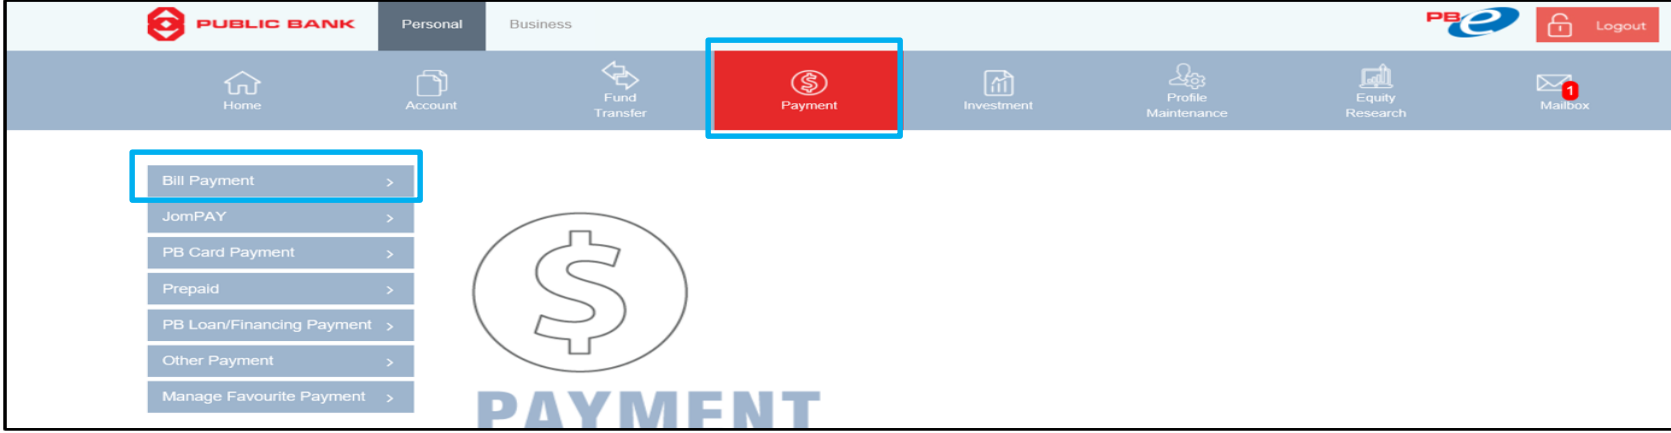 PUBLIC BANK
Personal
Business
PBe
Logout
Home
Account
Fund
Transfer
$
Payment
Investment
Profile
Maintenance
Equity
Research
1
Mailbox
Bill Payment >
JomPAY >
PB Card Payment >
Prepaid >
PB Loan/Financing Payment >
Other Payment >
Manage Favourite Payment >
$
PAYMENT